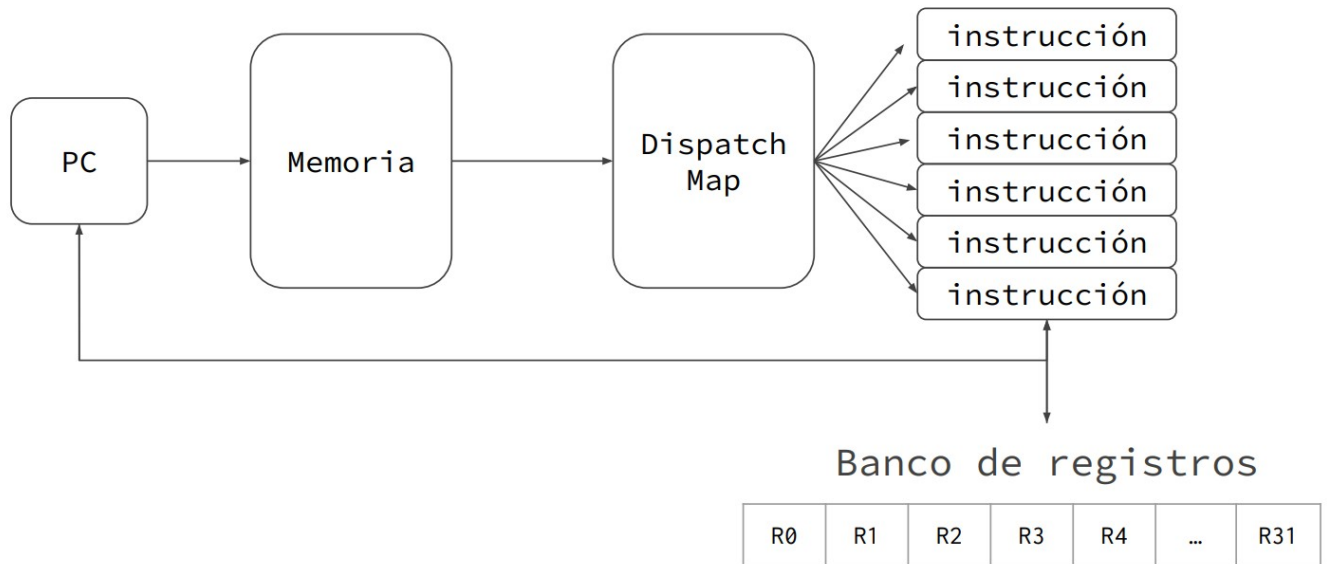 PC
Memoria
Dispatch
Map
instrucción
instrucción
instrucción
instrucción
instrucción
instrucción
Banco de registros
R0 R1 R2 R3 R4 … R31